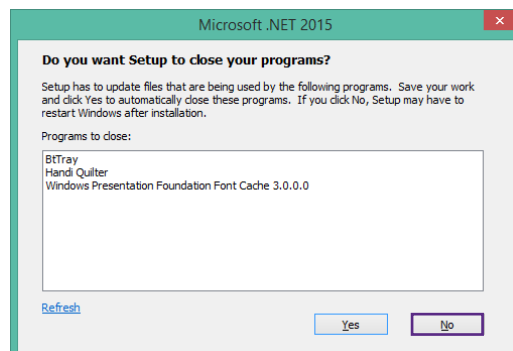 Microsoft .NET 2015
Do you want Setup to close your programs?
Setup has to update files that are being used by the following programs. Save your work
and click Yes to automatically close these programs. If you click No, Setup may have to
restart Windows after installation.
Programs to close:
BtTray
Handi Quilter
Windows Presentation Foundation Font Cache 3.0.0.0
Refresh
Yes
No